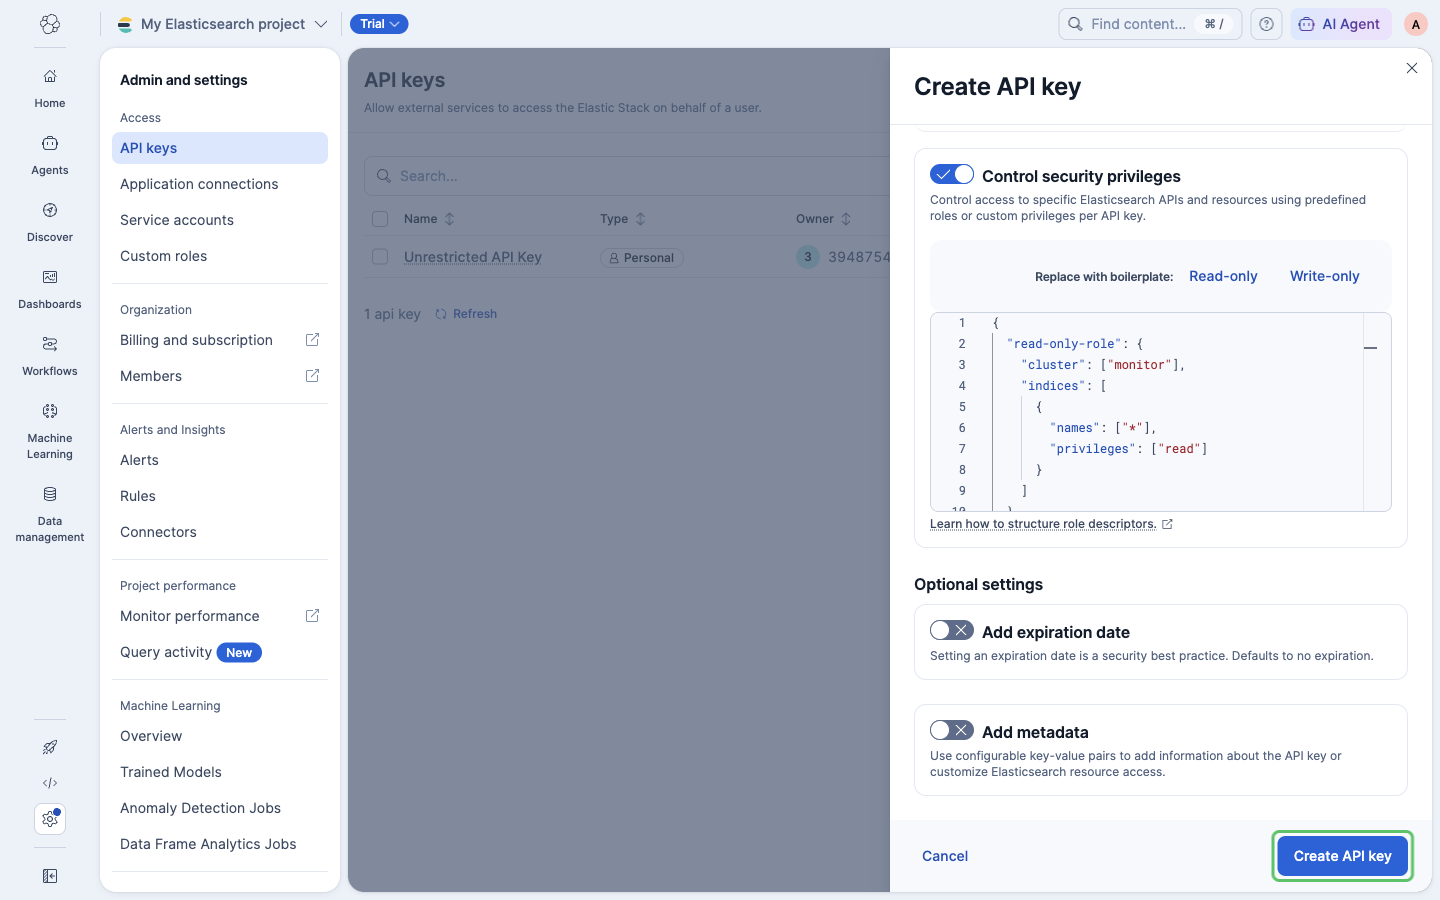 My Elasticsearch project
Trial
Find content...
⌘ /
AI Agent
A
Home
Agents
Discover
Dashboards
Workflows
Machine
Learning
Data
management
Admin and settings
Access
API keys
Application connections
Service accounts
Custom roles
Organization
Billing and subscription
Members
Alerts and Insights
Alerts
Rules
Connectors
Project performance
Monitor performance
Query activity New
Machine Learning
Overview
Trained Models
Anomaly Detection Jobs
Data Frame Analytics Jobs
API keys
Allow external services to access the Elastic Stack on behalf of a user.
Search...
Name Type Owner
Unrestricted API Key Personal 3 3948754
1 api key Refresh
Create API key
Control security privileges
Control access to specific Elasticsearch APIs and resources using predefined
roles or custom privileges per API key.
Replace with boilerplate: Read-only Write-only
1 {
2 "read-only-role": {
3 "cluster": ["monitor"],
4 "indices": [
5 {
6 "names": ["*"],
7 "privileges": ["read"]
8 }
9 ]
10 }
Learn how to structure role descriptors.
Optional settings
Add expiration date
Setting an expiration date is a security best practice. Defaults to no expiration.
Add metadata
Use configurable key-value pairs to add information about the API key or
customize Elasticsearch resource access.
Cancel
Create API key